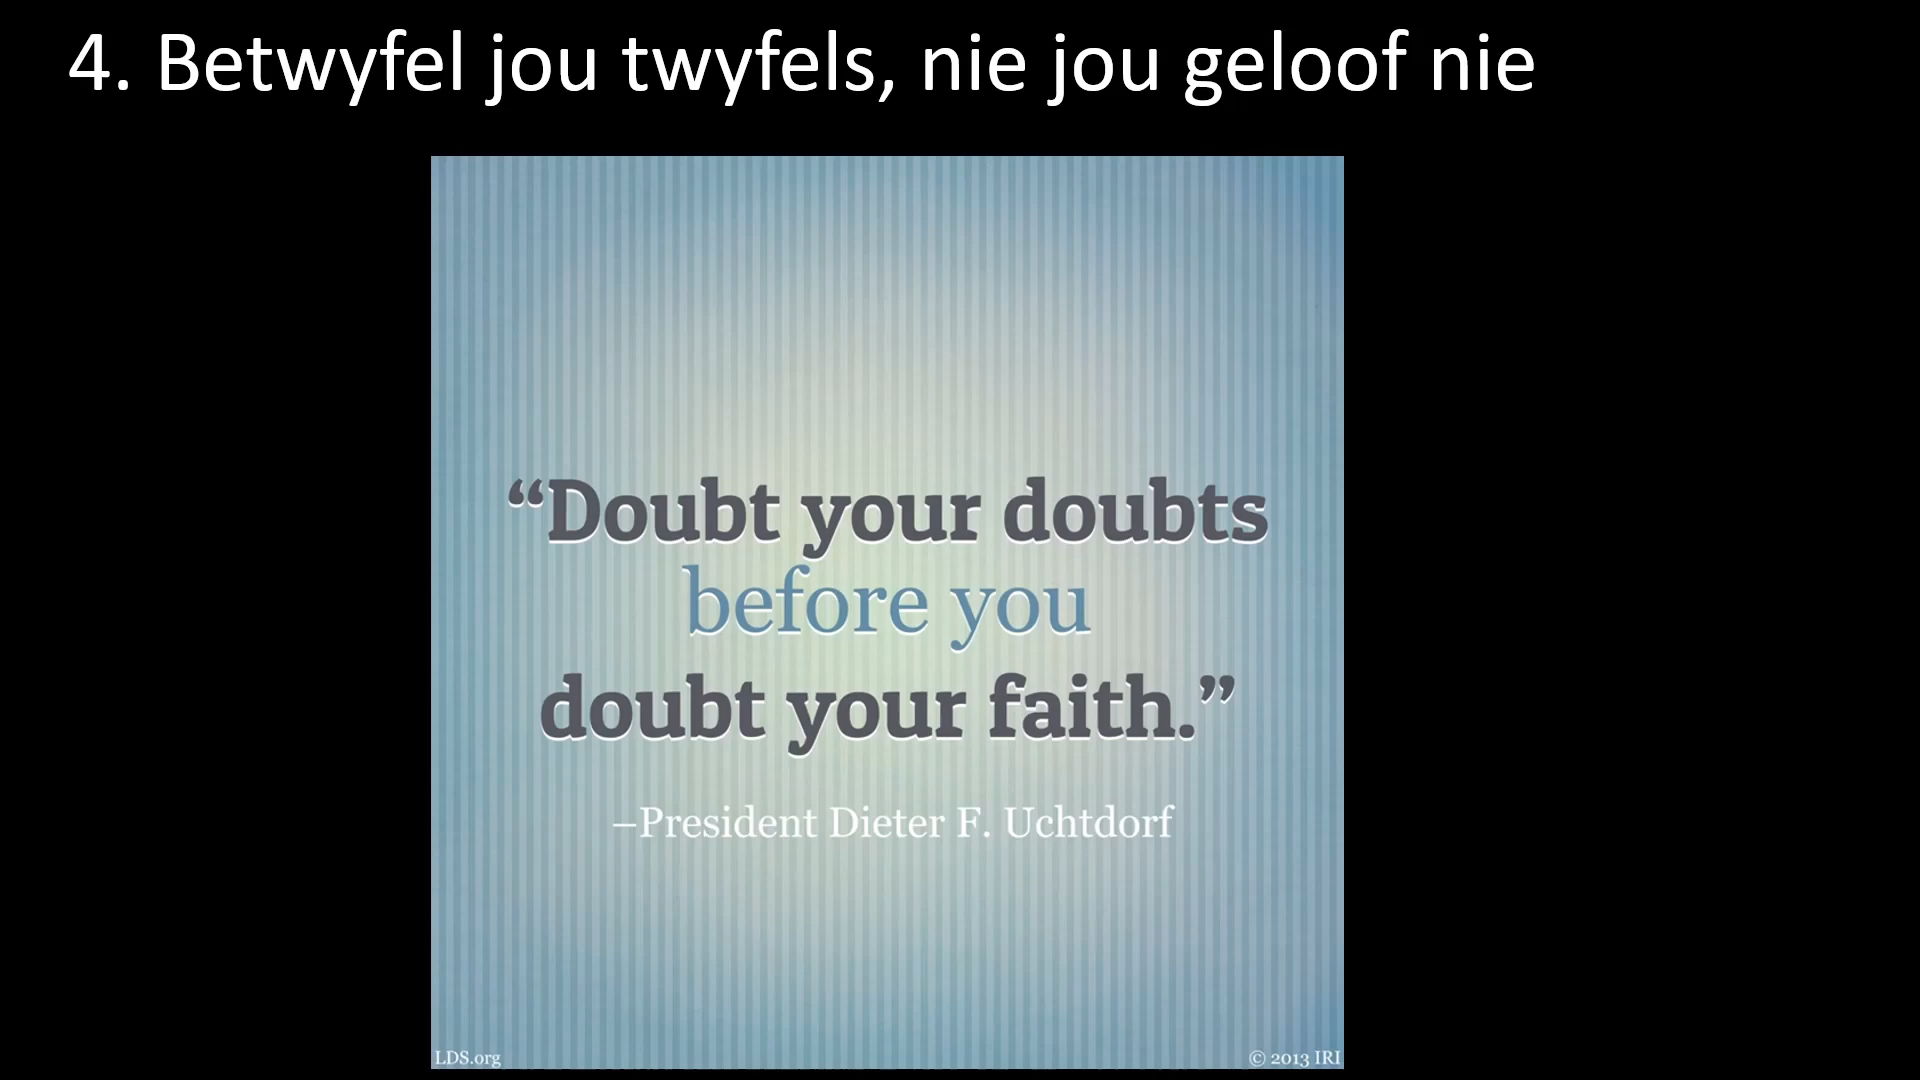 4. Betwyfel jou twyfels, nie jou geloof nie
“Doubt your doubts
before you
doubt your faith.”
–President Dieter F. Uchtdorf
LDS.org
© 2013 IRI